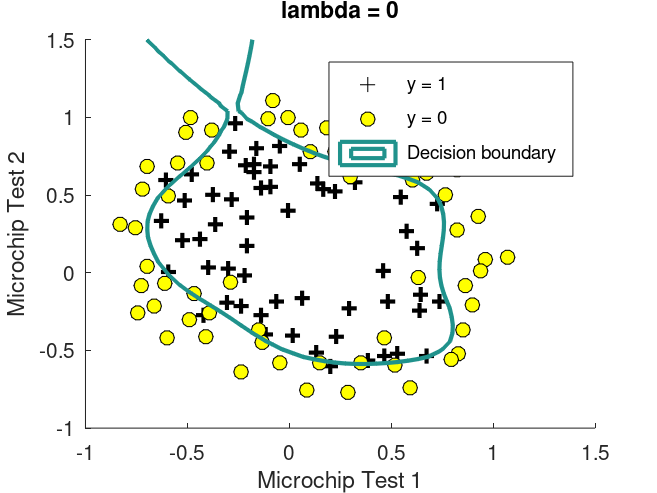 lambda = 0
1.5
1
0.5
0
-0.5
-1
Microchip Test 2
y = 1
y = 0
Decision boundary
-1
-0.5
0
0.5
1
1.5
Microchip Test 1